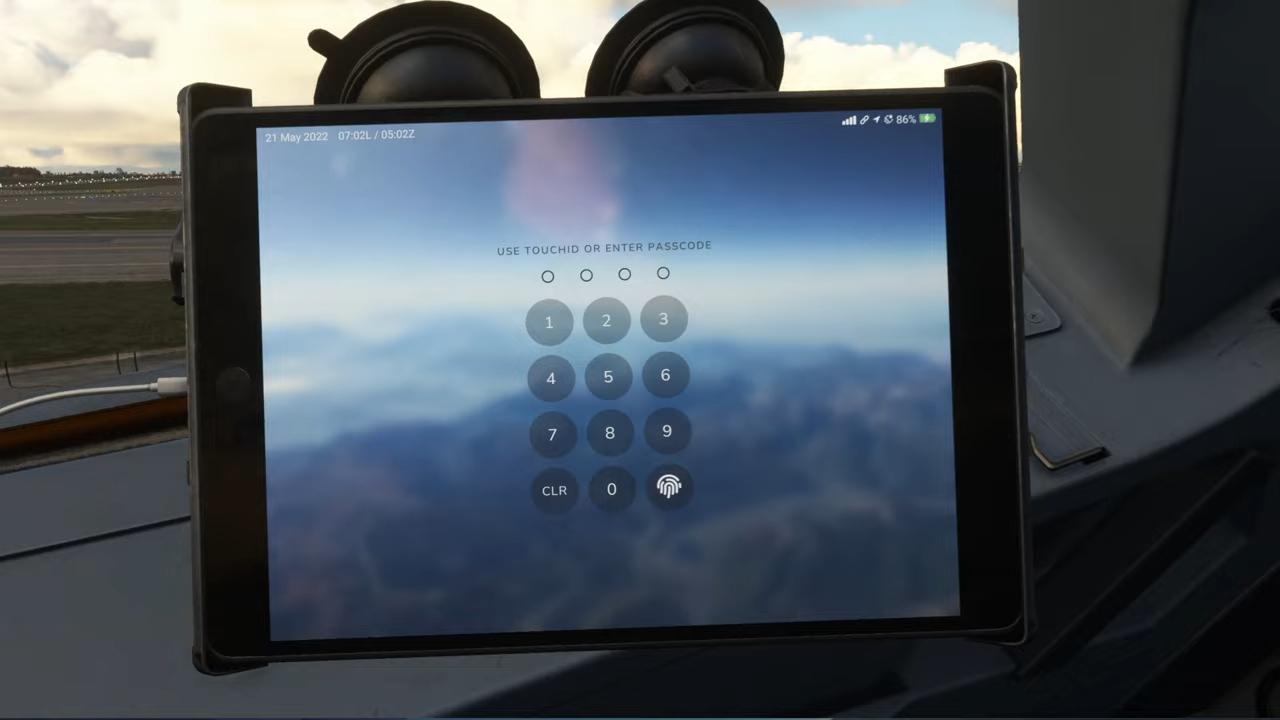 21 May 2022 07:02L / 05:02Z
86%
USE TOUCHID OR ENTER PASSCODE
1 2 3
4 5 6
7 8 9
CLR 0